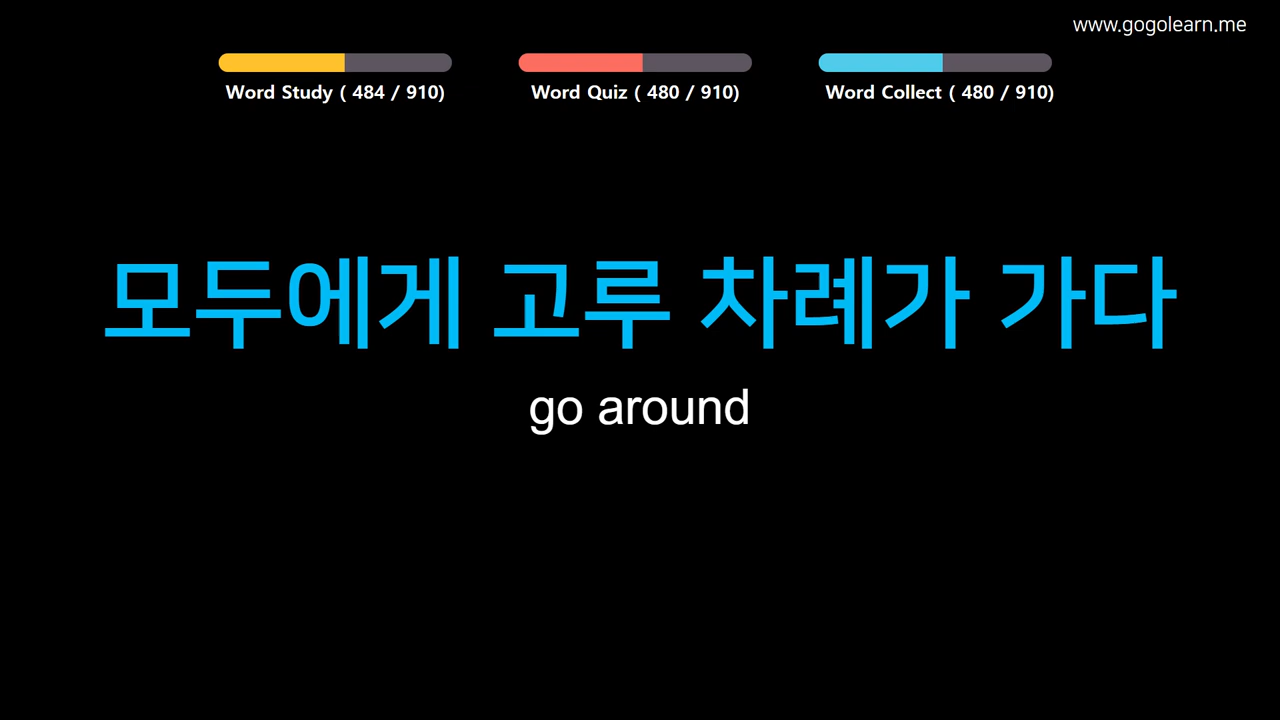 www.gogolearn.me
Word Study ( 484 / 910)
Word Quiz ( 480 / 910)
Word Collect ( 480 / 910)
모두에게 고루 차례가 가다
go around